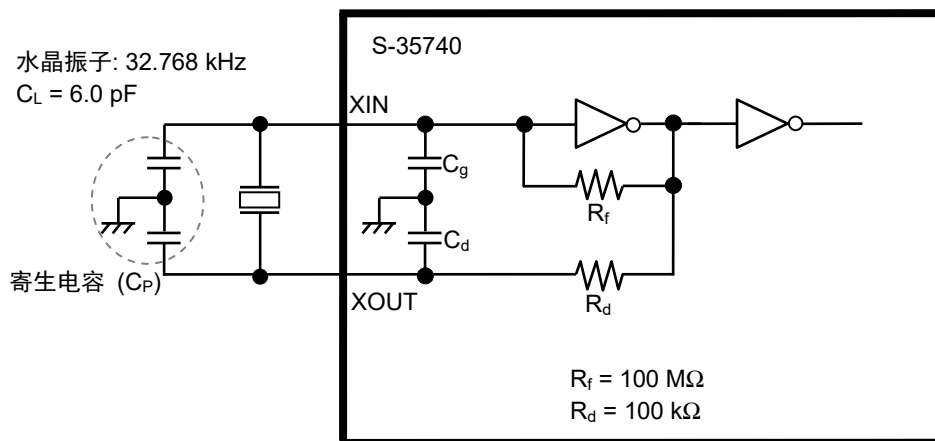 S-35740
水晶振子: 32.768 kHz
CL = 6.0 pF
XIN
Cg
Rf
Cd
寄生电容 (CP)
XOUT
Rd
Rf = 100 MΩ
Rd = 100 kΩ